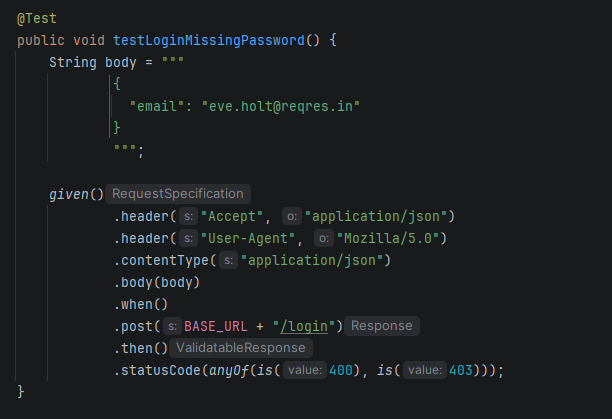 @Test
public void testLoginMissingPassword() {
    String body = """
            {
              "email": "eve.holt@reqres.in"
            }
            """;
    given() RequestSpecification
            .header( s: "Accept", o: "application/json")
            .header( s: "User-Agent", o: "Mozilla/5.0")
            .contentType( s: "application/json")
            .body(body)
            .when()
            .post( s: BASE_URL + "/login") Response
            .then() ValidatableResponse
            .statusCode(anyOf(is( value: 400), is( value: 403)));
}